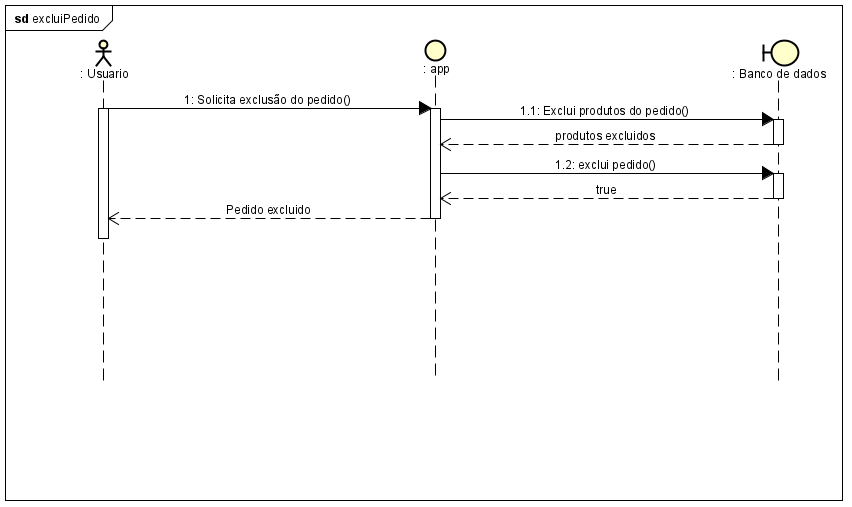 sd excluiPedido
: Usuario
: app
: Banco de dados
1: Solicita exclusão do pedido()
1.1: Exclui produtos do pedido()
produtos excluidos
1.2: exclui pedido()
true
Pedido excluido